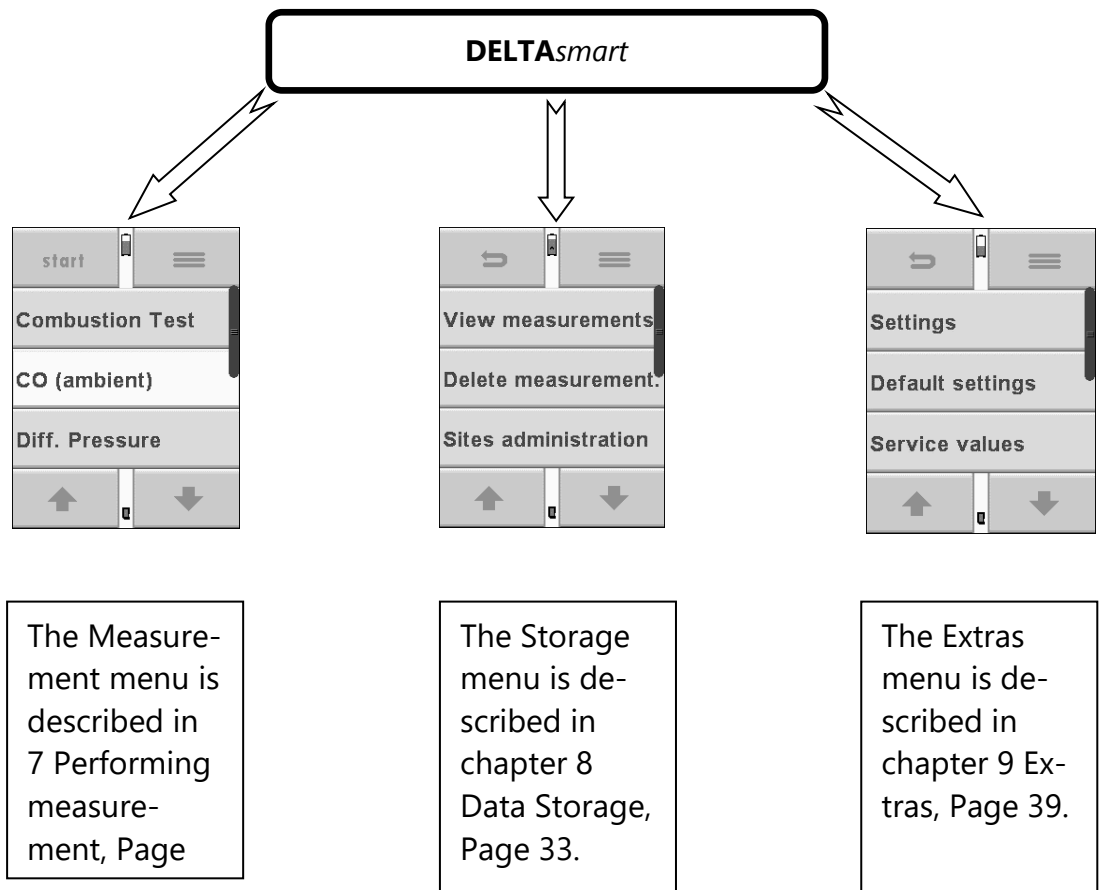 DELTAsmart
start
Combustion Test
CO (ambient)
Diff. Pressure
View measurements
Delete measurement.
Sites administration
Settings
Default settings
Service values
The Measure-
ment menu is
described in
7 Performing
measure-
ment, Page
The Storage
menu is de-
scribed in
chapter 8
Data Storage,
Page 33.
The Extras
menu is de-
scribed in
chapter 9 Ex-
tras, Page 39.